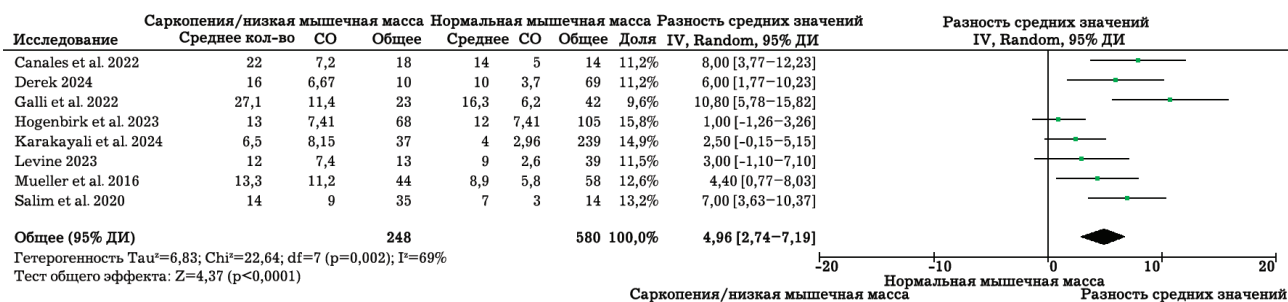 Саркопения/низкая мышечная масса Нормальная мышечная масса Разность средних значений Разность средних значений
Исследование Среднее кол-во СО Общее Среднее СО Общее Доля IV, Random, 95% ДИ IV, Random, 95% ДИ
Canales et al. 2022 22 7,2 18 14 5 14 11,2% 8,00 [3,77–12,23]
Derek 2024 16 6,67 10 10 3,7 69 11,2% 6,00 [1,77–10,23]
Galli et al. 2022 27,1 11,4 23 16,3 6,2 42 9,6% 10,80 [5,78–15,82]
Hogenbirk et al. 2023 13 7,41 68 12 7,41 105 15,8% 1,00 [-1,26–3,26]
Karakayali et al. 2024 6,5 8,15 37 4 2,96 239 14,9% 2,50 [-0,15–5,15]
Levine 2023 12 7,4 13 9 2,6 39 11,5% 3,00 [-1,10–7,10]
Mueller et al. 2016 13,3 11,2 44 8,9 5,8 58 12,6% 4,40 [0,77–8,03]
Salim et al. 2020 14 9 35 7 3 14 13,2% 7,00 [3,63–10,37]
Общее (95% ДИ) 248 580 100,0% 4,96 [2,74–7,19]
Гетерогенность Tau²=6,83; Chi²=22,64; df=7 (p=0,002); I²=69%
Тест общего эффекта: Z=4,37 (p<0,0001)
-20 -10 0 10 20
Нормальная мышечная масса
Саркопения/низкая мышечная масса Разность средних значений